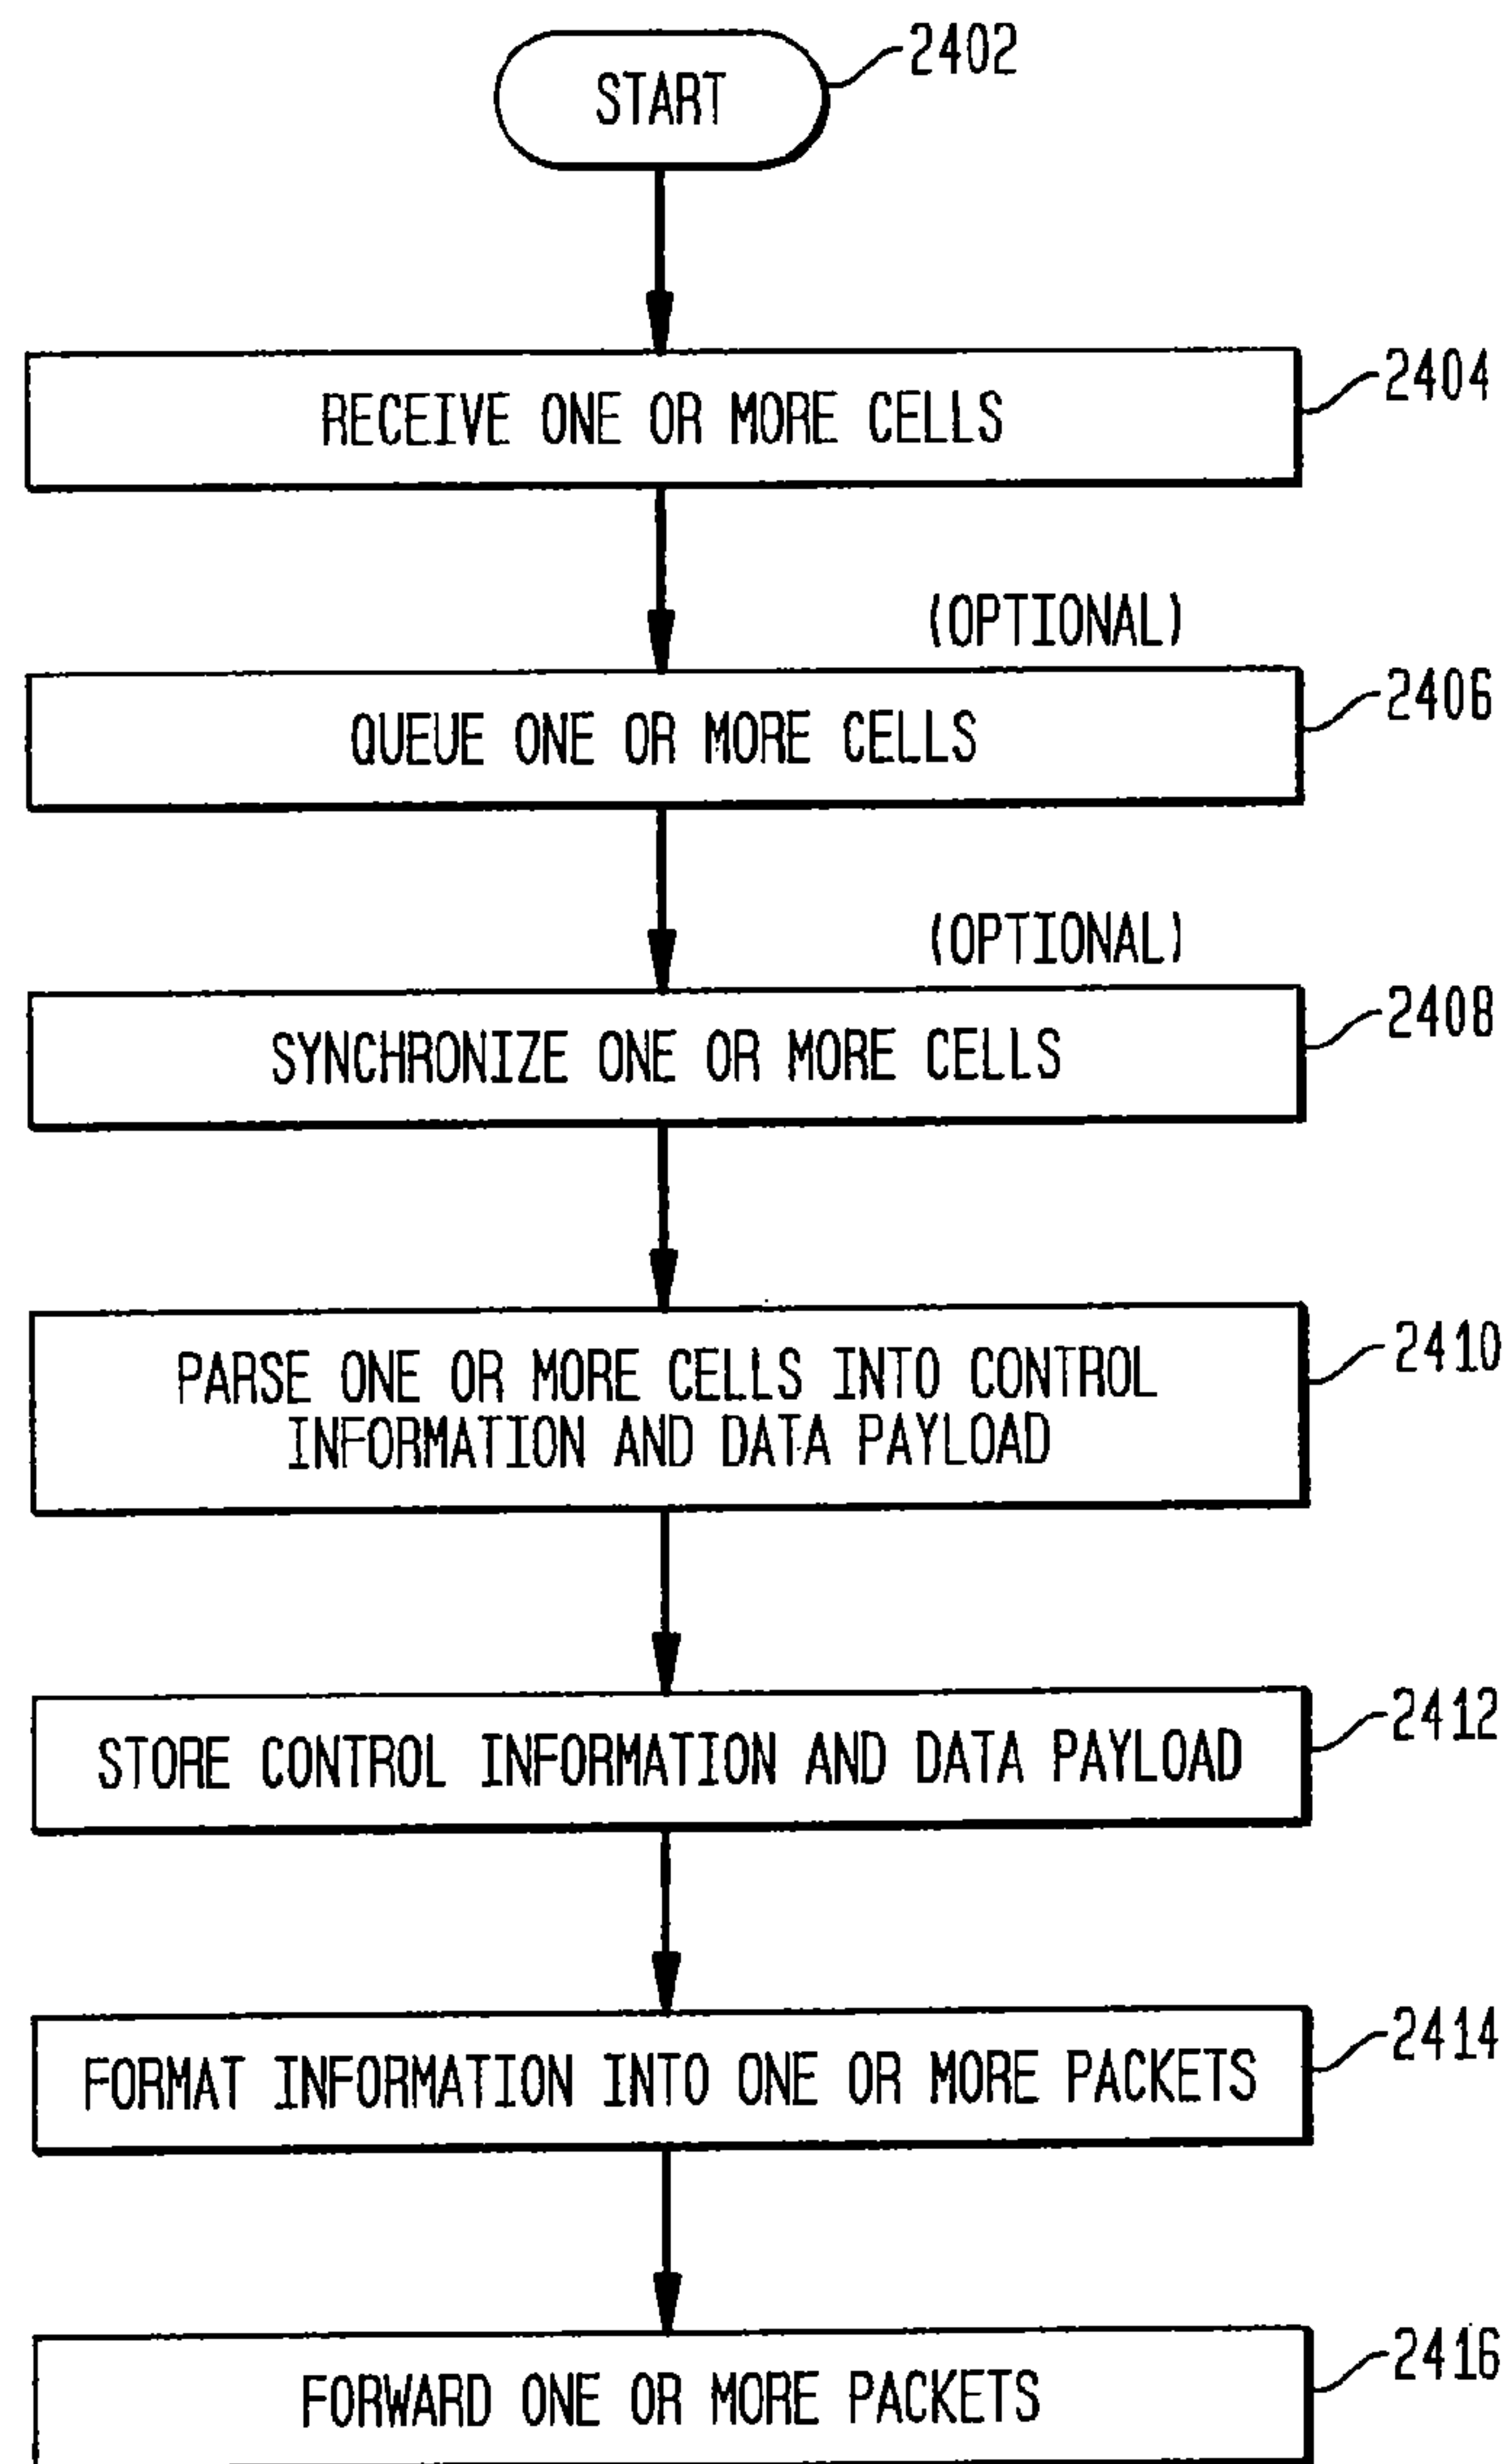 START
2402
RECEIVE ONE OR MORE CELLS
2404
(OPTIONAL)
QUEUE ONE OR MORE CELLS
2406
(OPTIONAL)
SYNCHRONIZE ONE OR MORE CELLS
2408
PARSE ONE OR MORE CELLS INTO CONTROL
INFORMATION AND DATA PAYLOAD
2410
STORE CONTROL INFORMATION AND DATA PAYLOAD
2412
FORMAT INFORMATION INTO ONE OR MORE PACKETS
2414
FORWARD ONE OR MORE PACKETS
2416